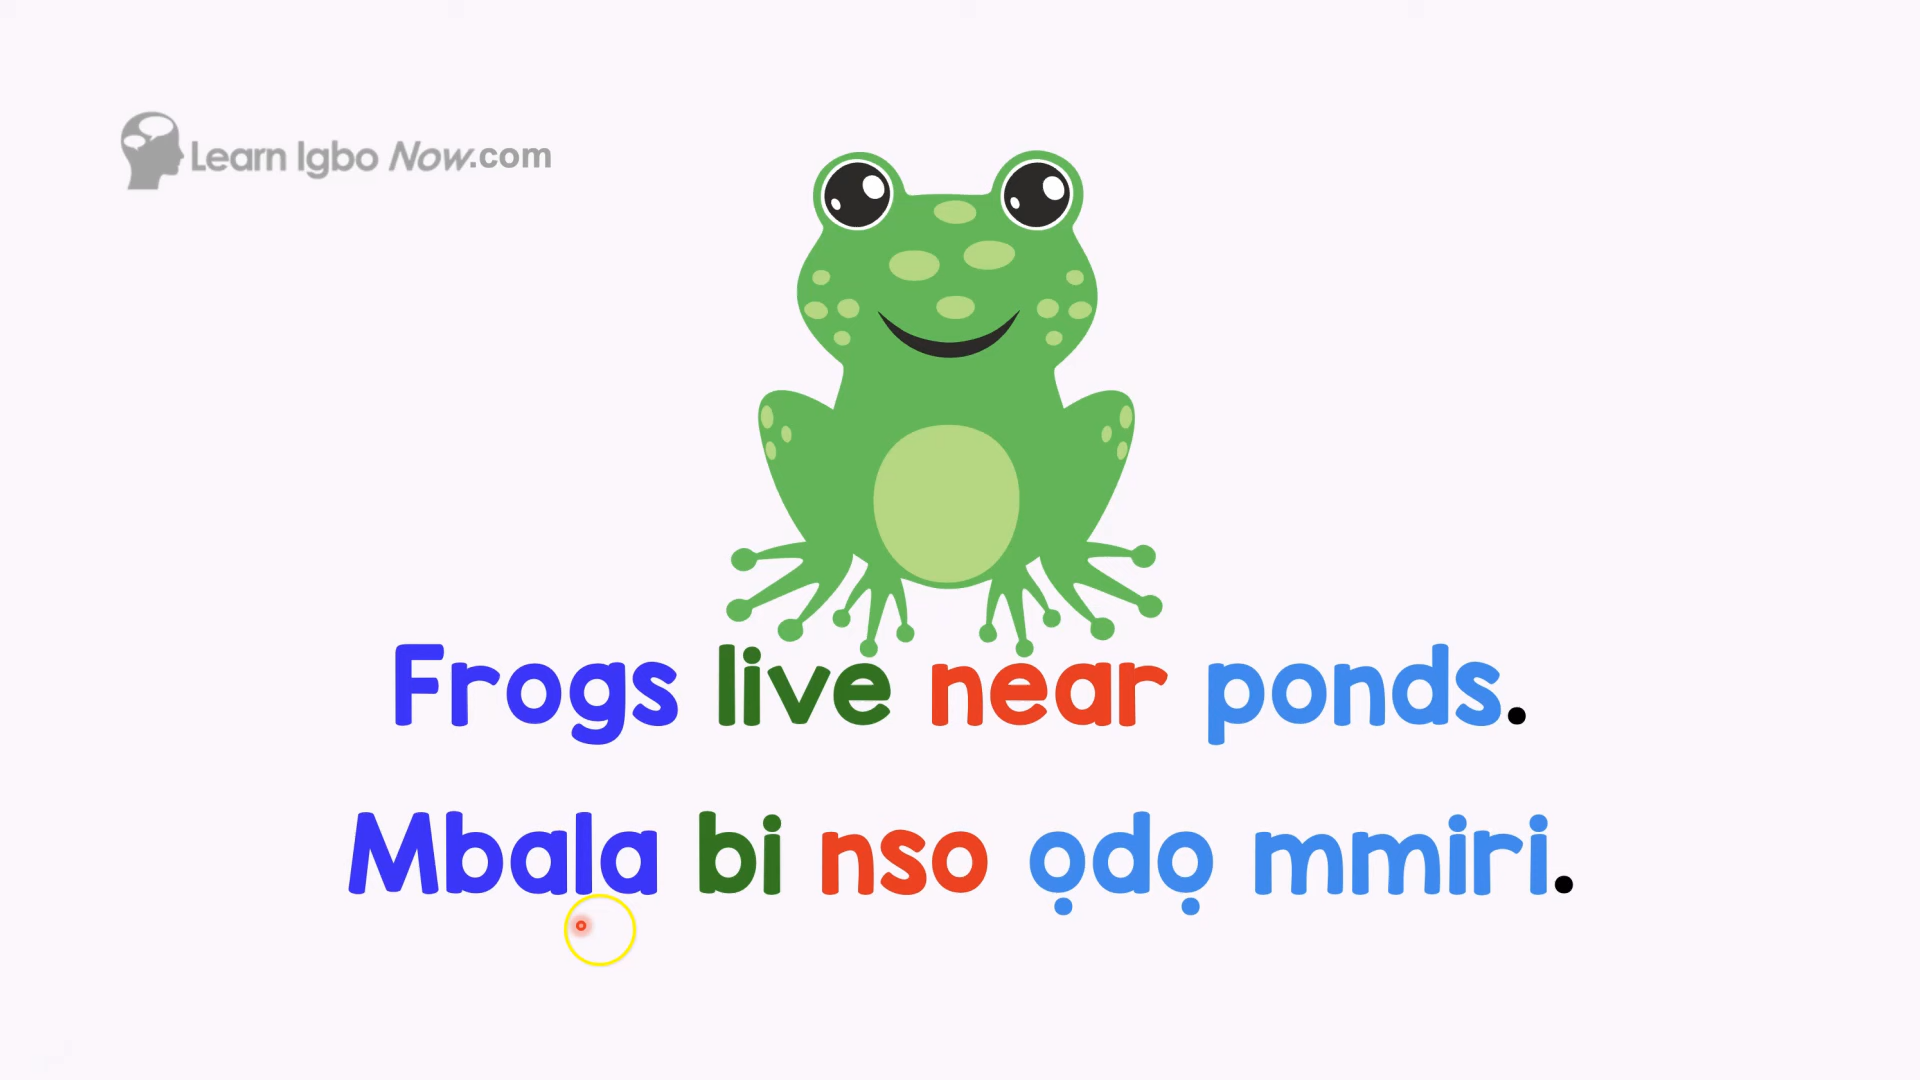 Learn Igbo Now.com
Frogs live near ponds.
Mbala bi nso ọdọ mmiri.